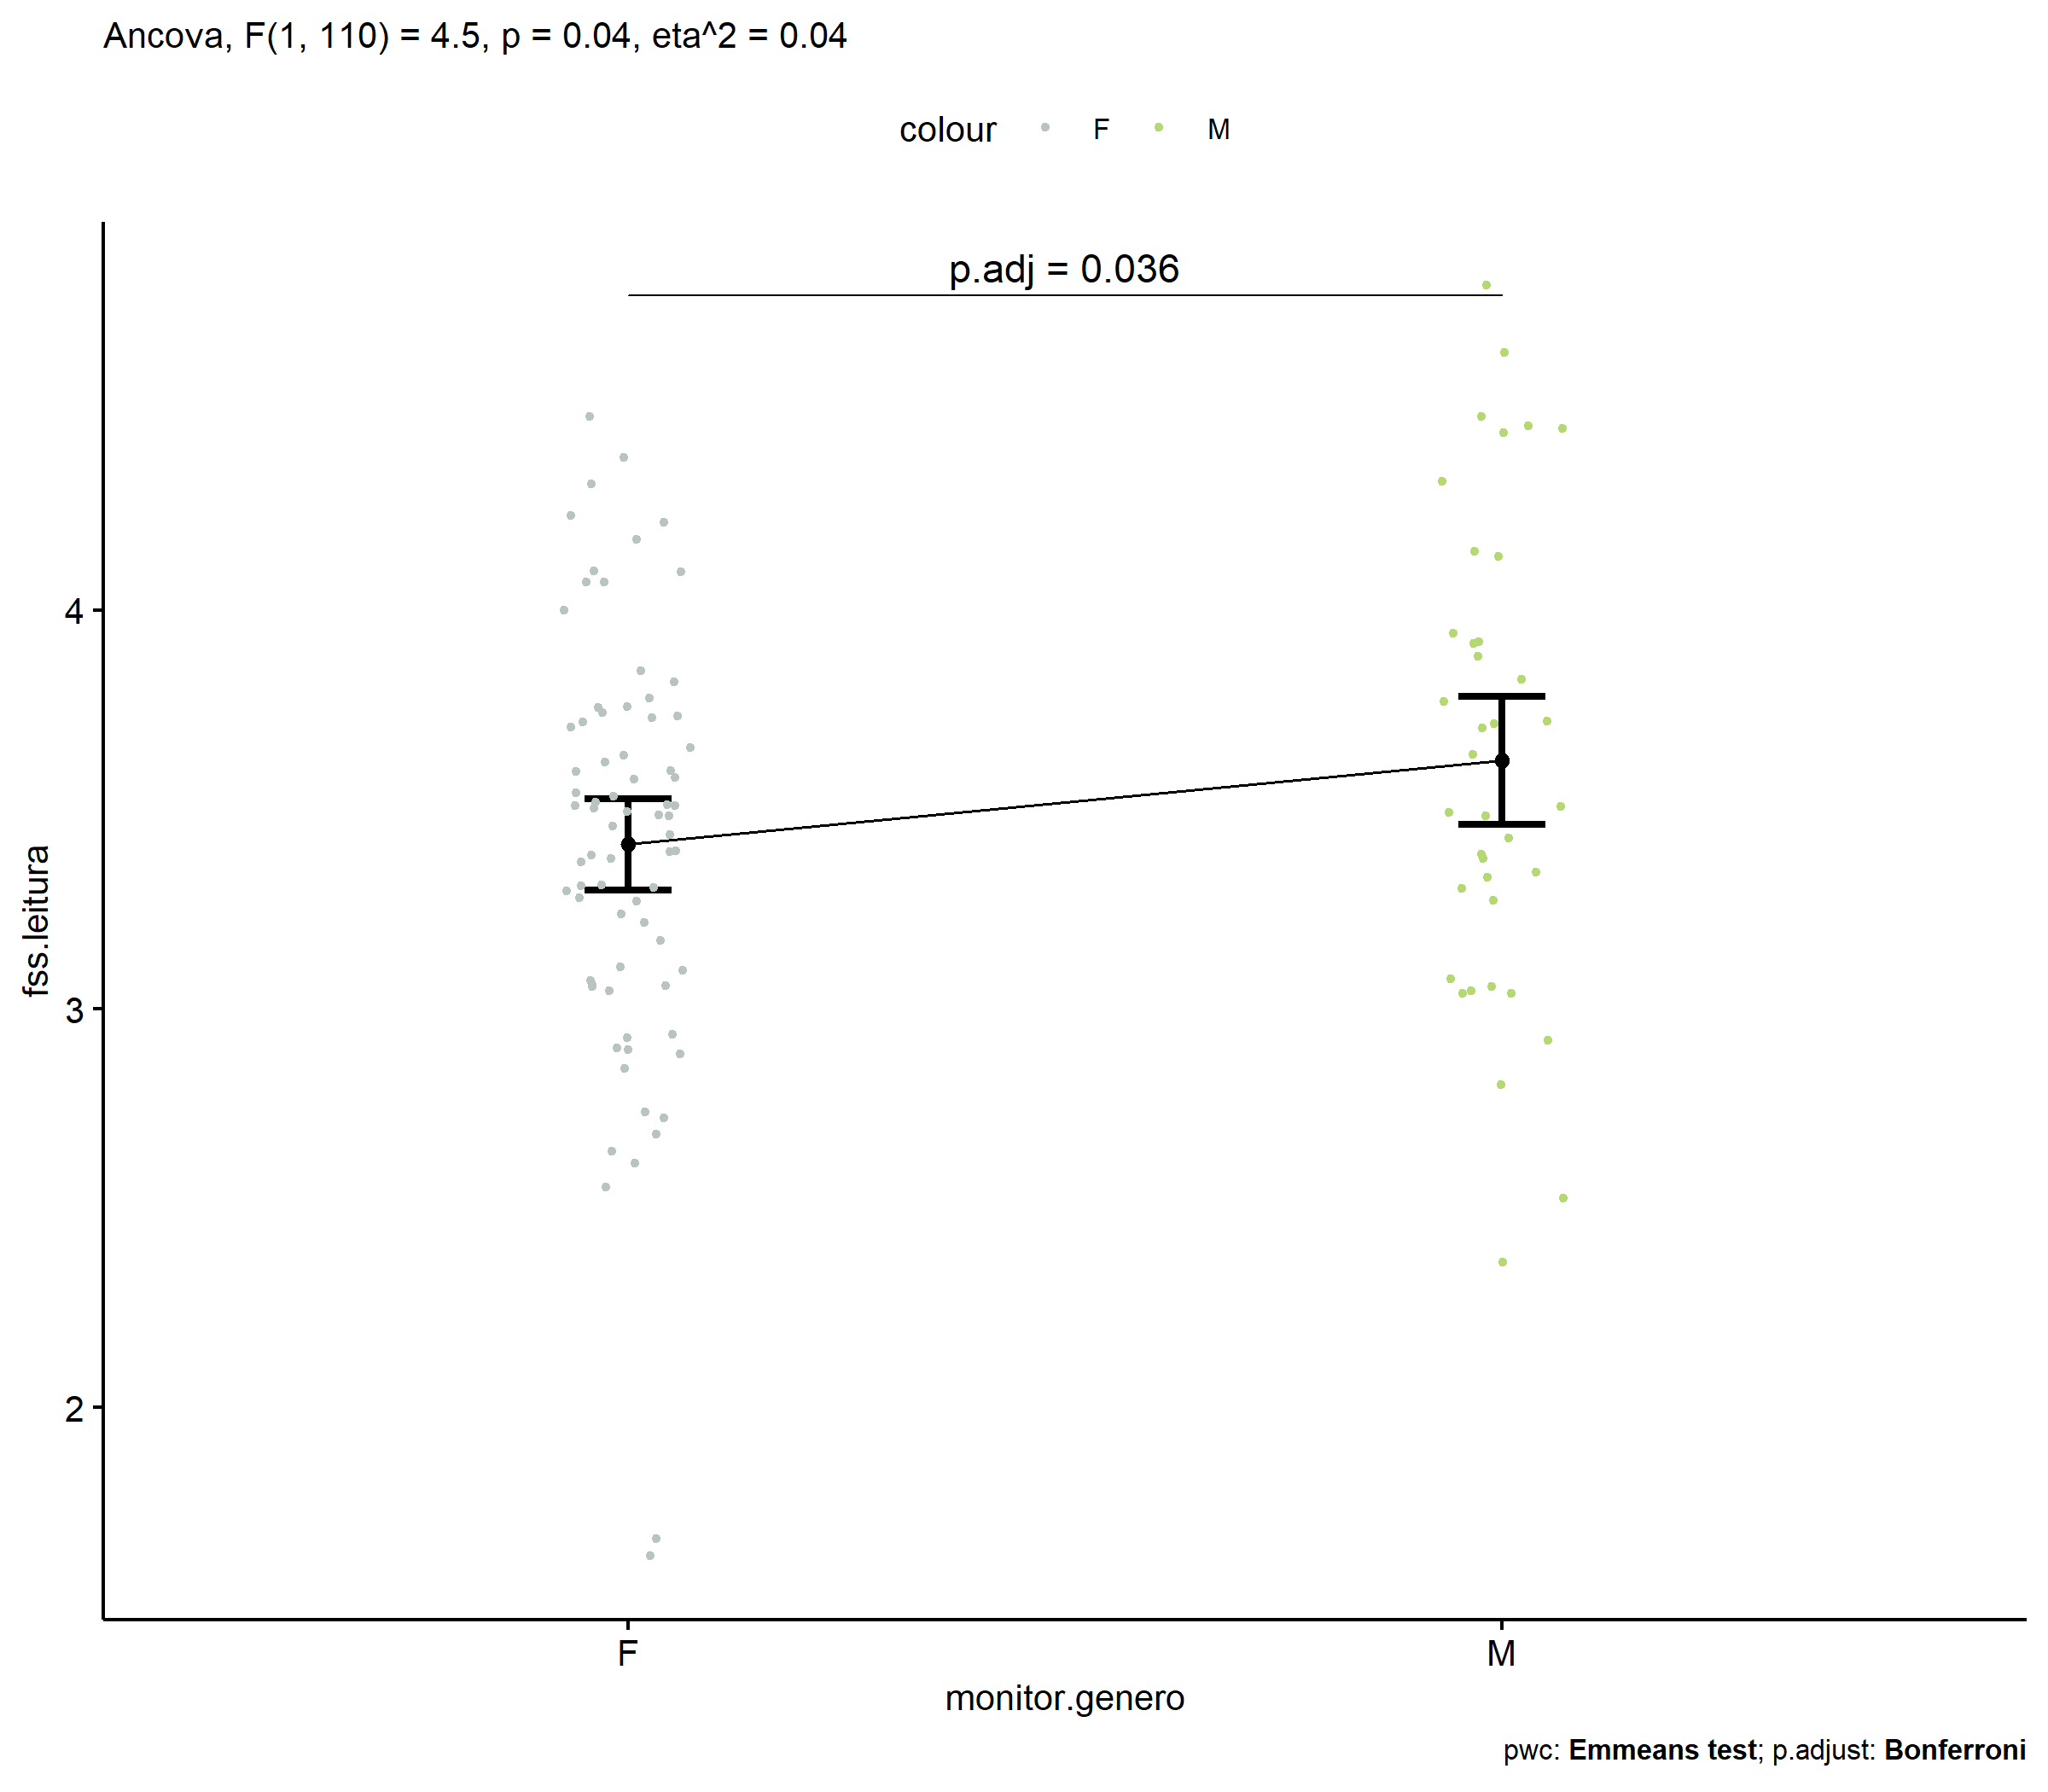 Ancova, F(1, 110) = 4.5, p = 0.04, eta^2 = 0.04
colour F M
p.adj = 0.036
4
3
2
fss.leitura
F M
monitor.genero
pwc: Emmeans test; p.adjust: Bonferroni